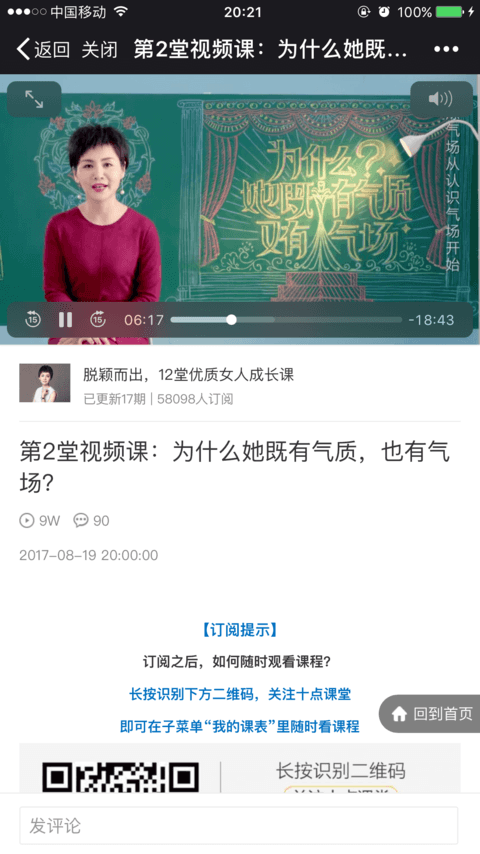 中国移动
20:21
100%
返回
关闭
第2堂视频课：为什么她既...
气场从认识气场开始
为什么?
她既有气质
又有气场
15
15
06:17
-18:43
脱颖而出，12堂优质女人成长课
已更新17期 | 58098人订阅
第2堂视频课：为什么她既有气质，也有气场?
9W
90
2017-08-19 20:00:00
【订阅提示】
订阅之后，如何随时观看课程?
长按识别下方二维码，关注十点课堂
即可在子菜单“我的课表”里随时看课程
回到首页
长按识别二维码
发评论